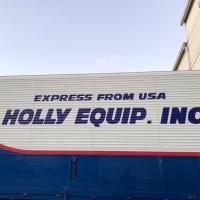 EXPRESS FROM USA
HOLLY EQUIP. INC